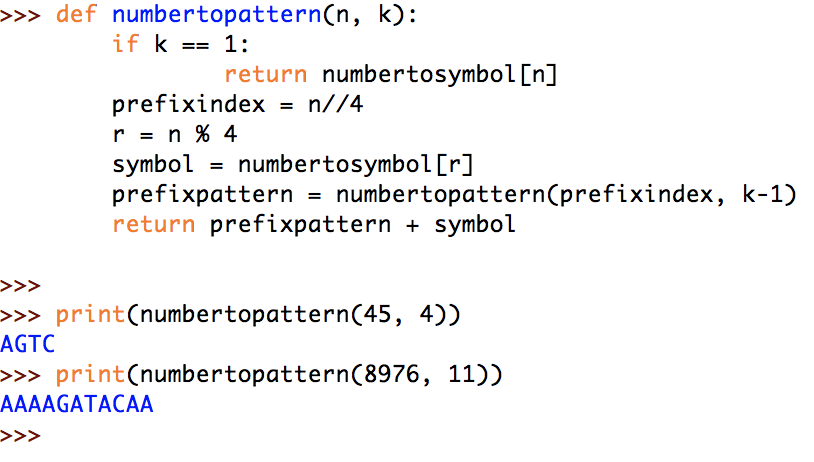 >>> def numbertopattern(n, k):
        if k == 1:
                return numbertosymbol[n]
        prefixindex = n//4
        r = n % 4
        symbol = numbertosymbol[r]
        prefixpattern = numbertopattern(prefixindex, k-1)
        return prefixpattern + symbol

>>>
>>> print(numbertopattern(45, 4))
AGTC
>>> print(numbertopattern(8976, 11))
AAAAGATACAA
>>>